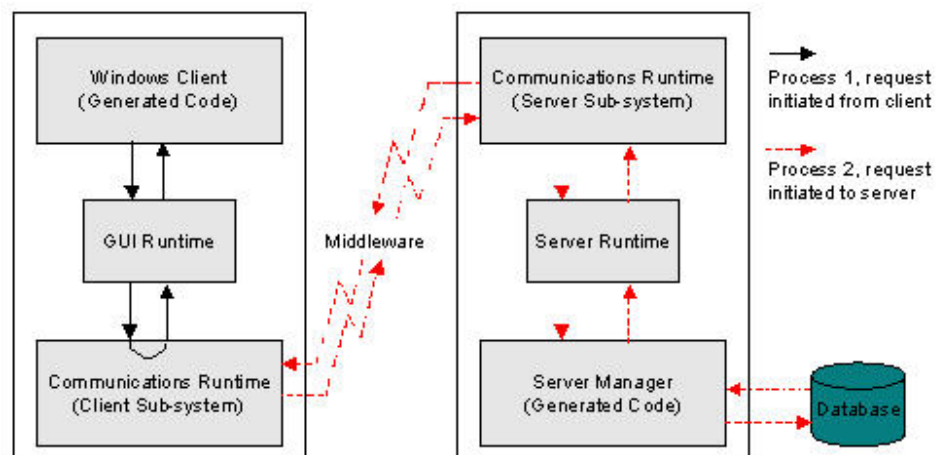 Windows Client
(Generated Code)
GUI Runtime
Communications Runtime
(Client Sub-system)
Middleware
Communications Runtime
(Server Sub-system)
Server Runtime
Server Manager
(Generated Code)
Database
Process 1, request
initiated from client
Process 2, request
initiated to server